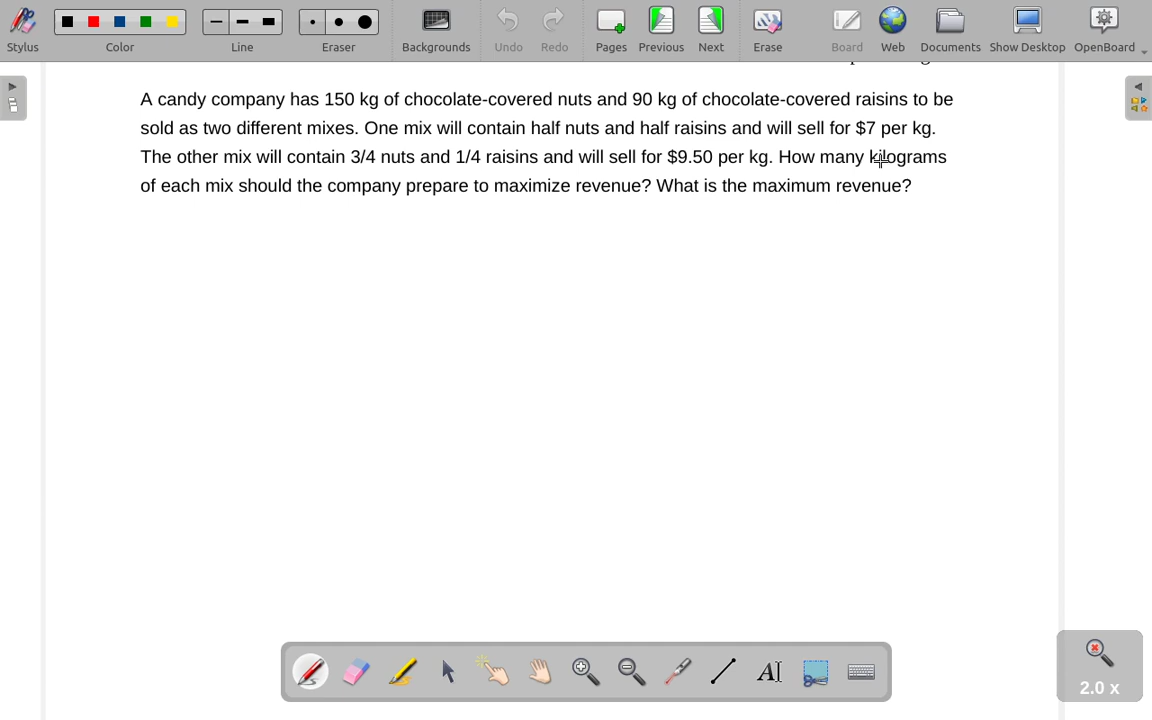 Stylus
Color
Line
Eraser
Backgrounds
Undo
Redo
Pages
Previous
Next
Erase
Board
Web
Documents
Show Desktop
OpenBoard
A candy company has 150 kg of chocolate-covered nuts and 90 kg of chocolate-covered raisins to be
sold as two different mixes. One mix will contain half nuts and half raisins and will sell for $7 per kg.
The other mix will contain 3/4 nuts and 1/4 raisins and will sell for $9.50 per kg. How many kilograms
of each mix should the company prepare to maximize revenue? What is the maximum revenue?
AI
2.0 x